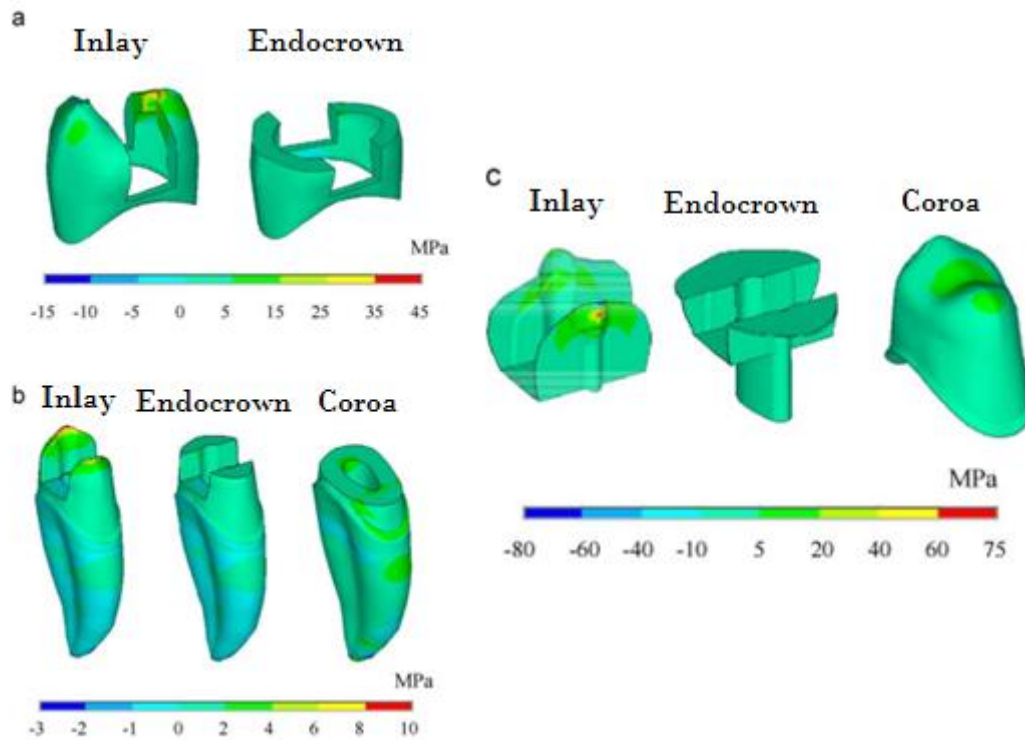 a
Inlay Endocrown
MPa
-15 -10 -5 0 5 15 25 35 45
b
Inlay Endocrown Coroa
MPa
-3 -2 -1 0 2 4 6 8 10
C
Inlay Endocrown Coroa
MPa
-80 -60 -40 -10 5 20 40 60 75